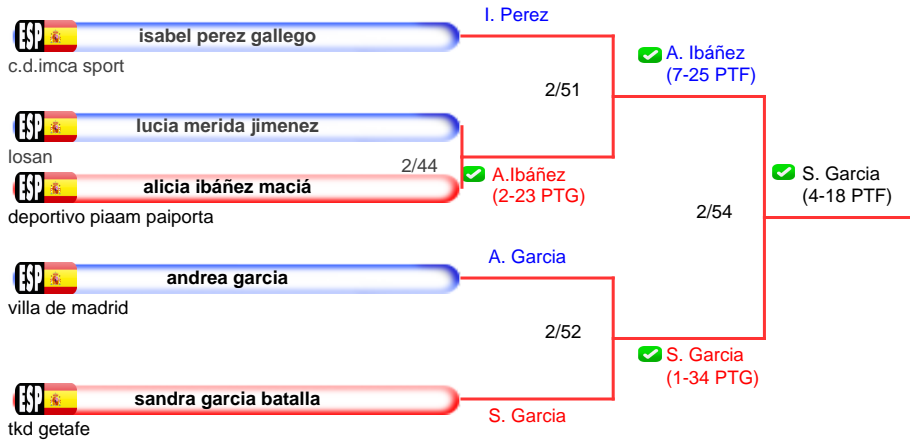 I. Perez
ESP isabel perez gallego
c.d.imca sport
A. Ibáñez
(7-25 PTF)
2/51
ESP lucia merida jimenez
losan
2/44
A.Ibáñez
(2-23 PTG)
ESP alicia ibáñez maciá
deportivo piaam paiporta
S. Garcia
(4-18 PTF)
2/54
A. Garcia
ESP andrea garcia
villa de madrid
2/52
S. Garcia
(1-34 PTG)
ESP sandra garcia batalla
S. Garcia
tkd getafe